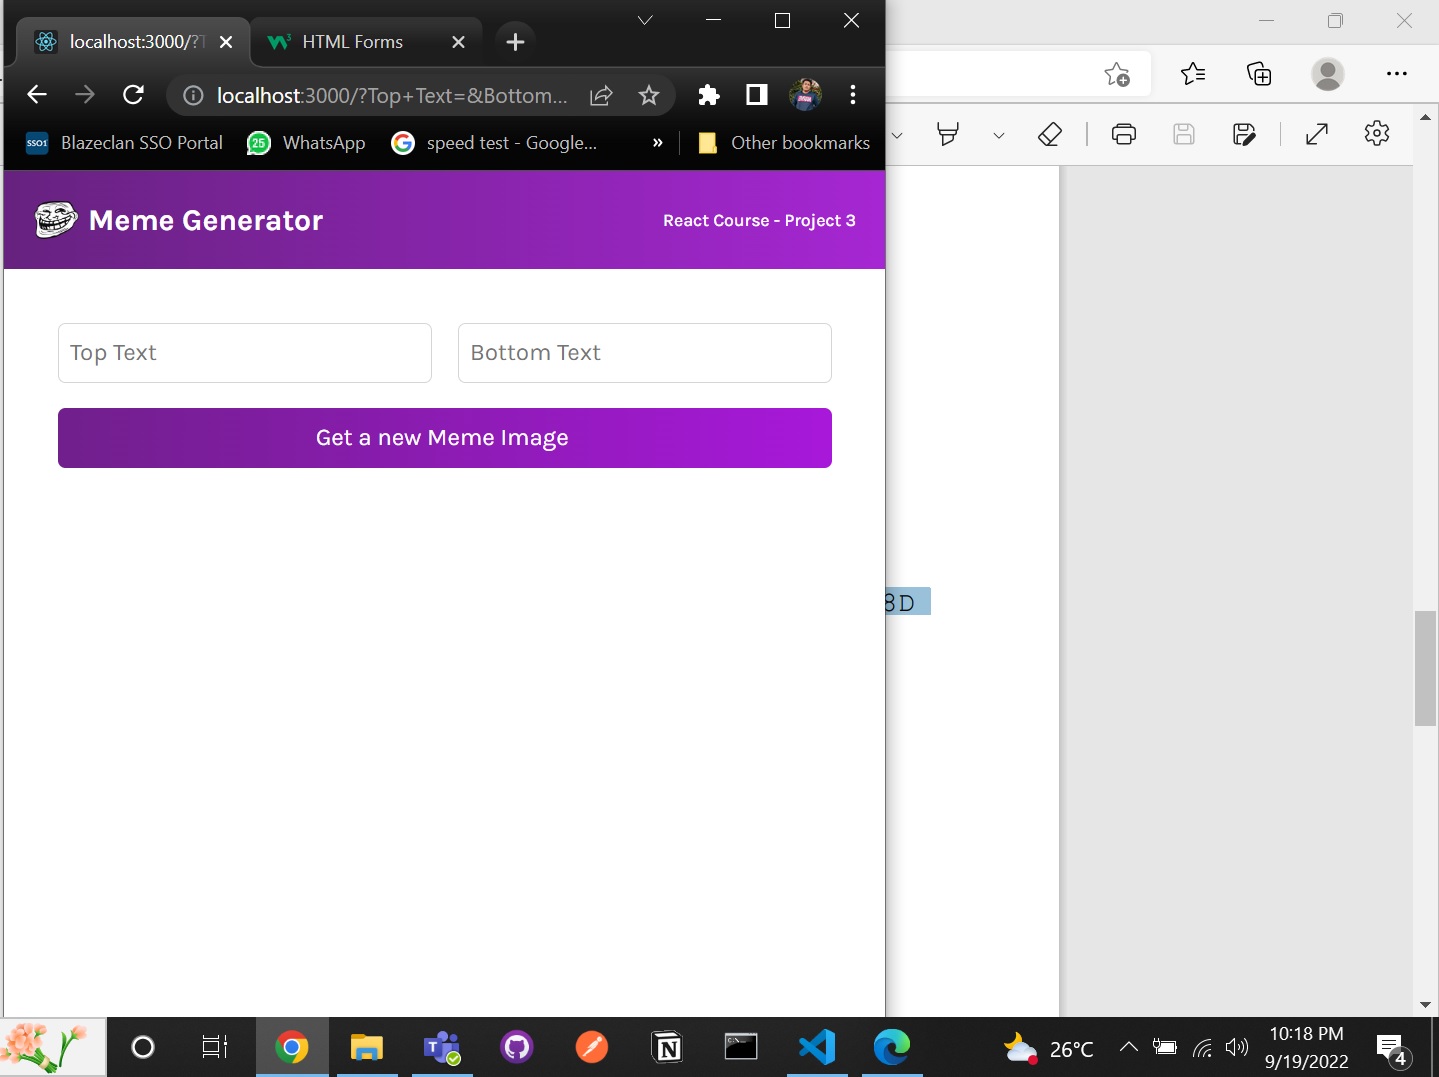 localhost:3000/?T
HTML Forms
localhost:3000/?Top+Text=&Bottom...
SSO1
Blazeclan SSO Portal
25
WhatsApp
speed test - Google...
»
Other bookmarks
Meme Generator
React Course - Project 3
Top Text
Bottom Text
Get a new Meme Image
8D
26°C
10:18 PM
9/19/2022
4